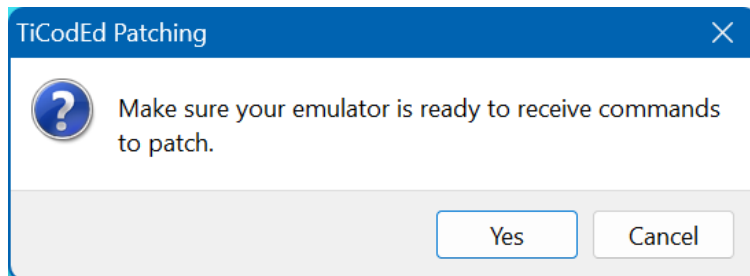 TiCodEd Patching
Make sure your emulator is ready to receive commands
to patch.
Yes
Cancel